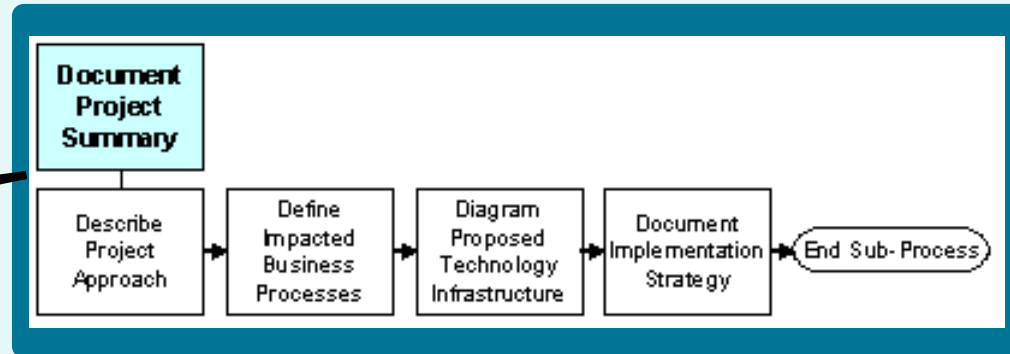 Document
Project
Summary
Describe
Project
Approach
Define
Impacted
Business
Processes
Diagram
Proposed
Technology
Infrastructure
Document
Implementation
Strategy
End Sub-Process